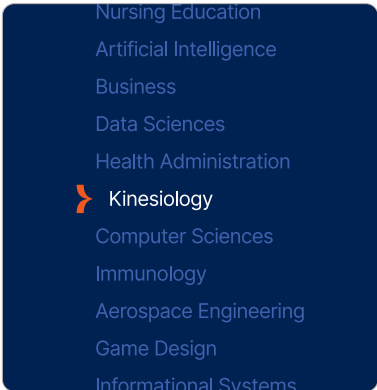 Nursing Education
Artificial Intelligence
Business
Data Sciences
Health Administration
Kinesiology
Computer Sciences
Immunology
Aerospace Engineering
Game Design
Informational Systems